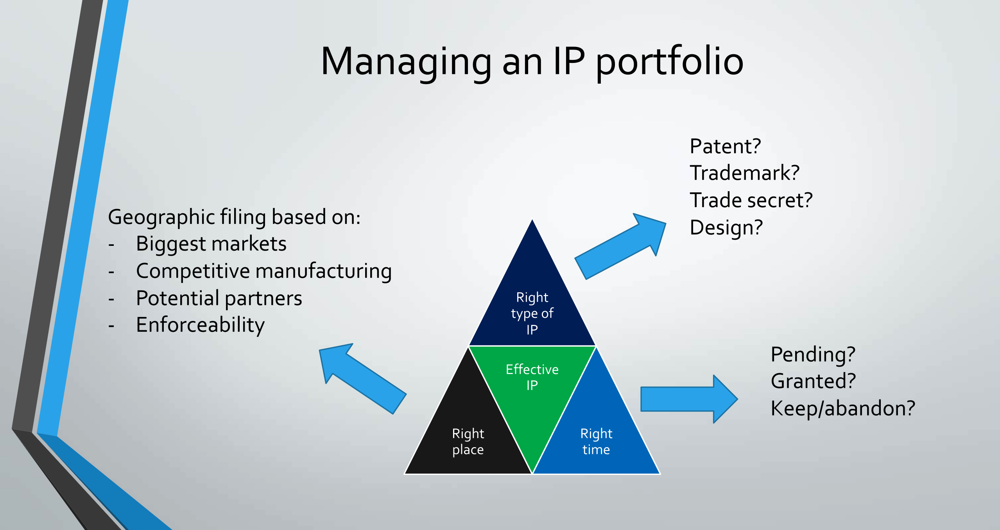 Managing an IP portfolio
Patent?
Trademark?
Trade secret?
Design?
Geographic filing based on:
- Biggest markets
- Competitive manufacturing
- Potential partners
- Enforceability
Right
type of
IP
Effective
IP
Right
place
Right
time
Pending?
Granted?
Keep/abandon?